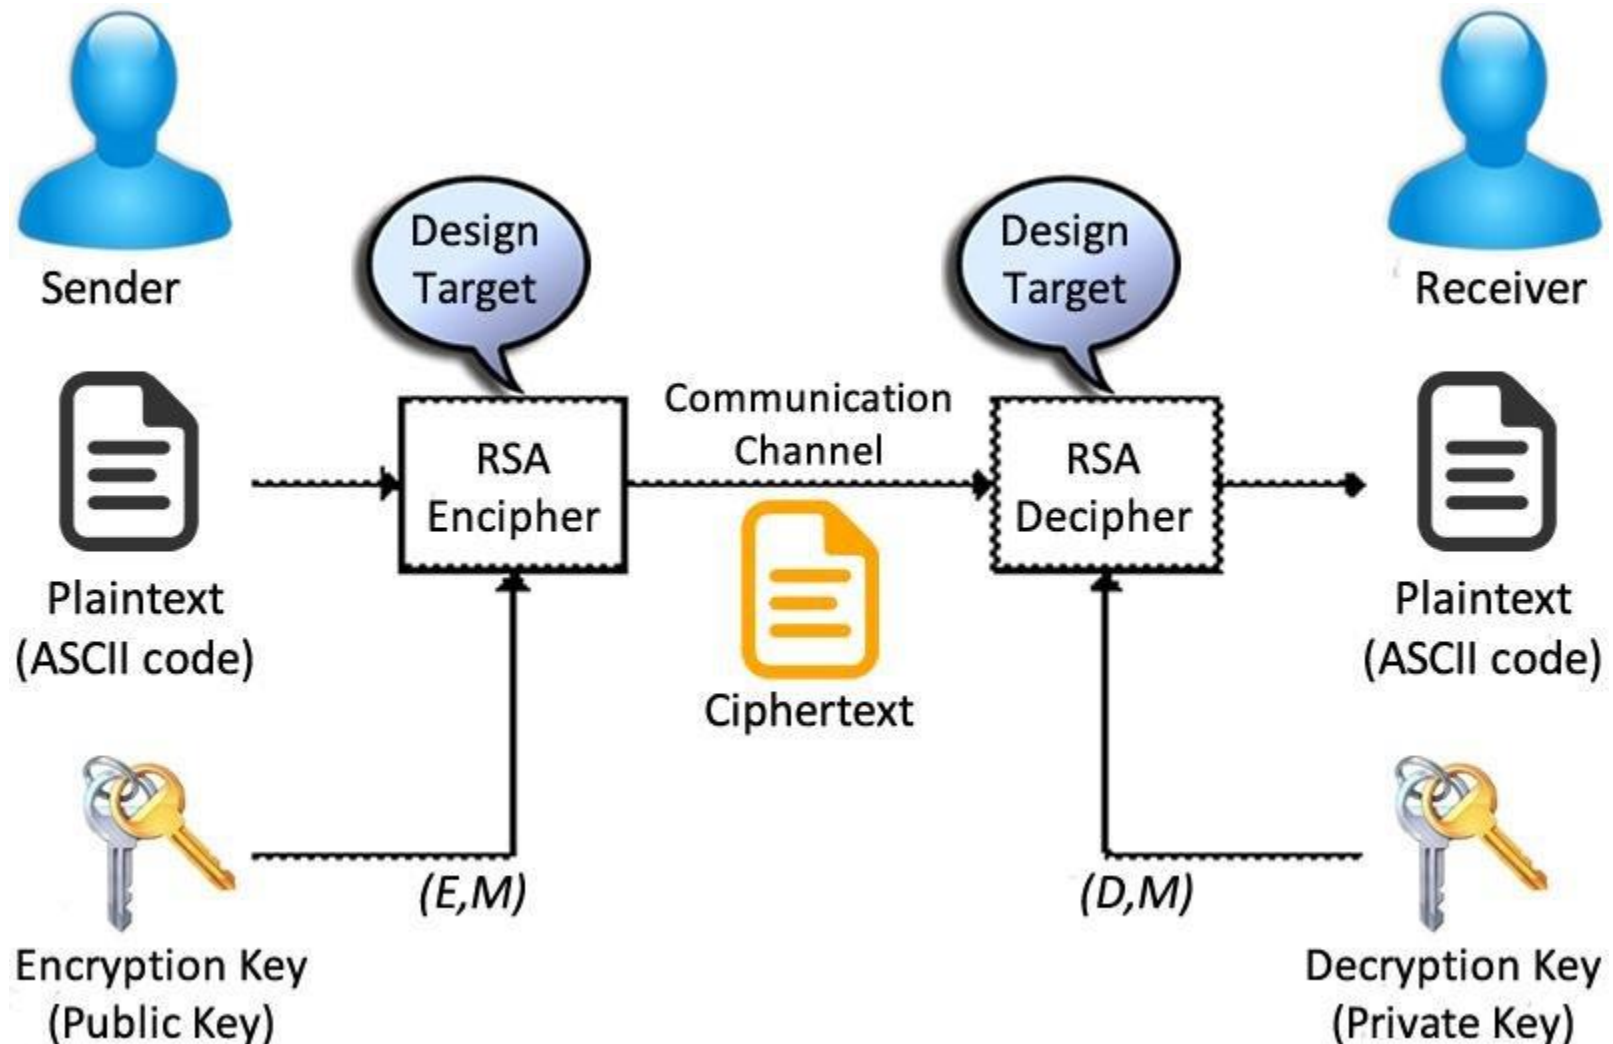 Sender
Receiver
Design
Target
Design
Target
RSA
Encipher
Communication
Channel
RSA
Decipher
Plaintext
(ASCII code)
Ciphertext
Plaintext
(ASCII code)
(E,M)
(D,M)
Encryption Key
(Public Key)
Decryption Key
(Private Key)